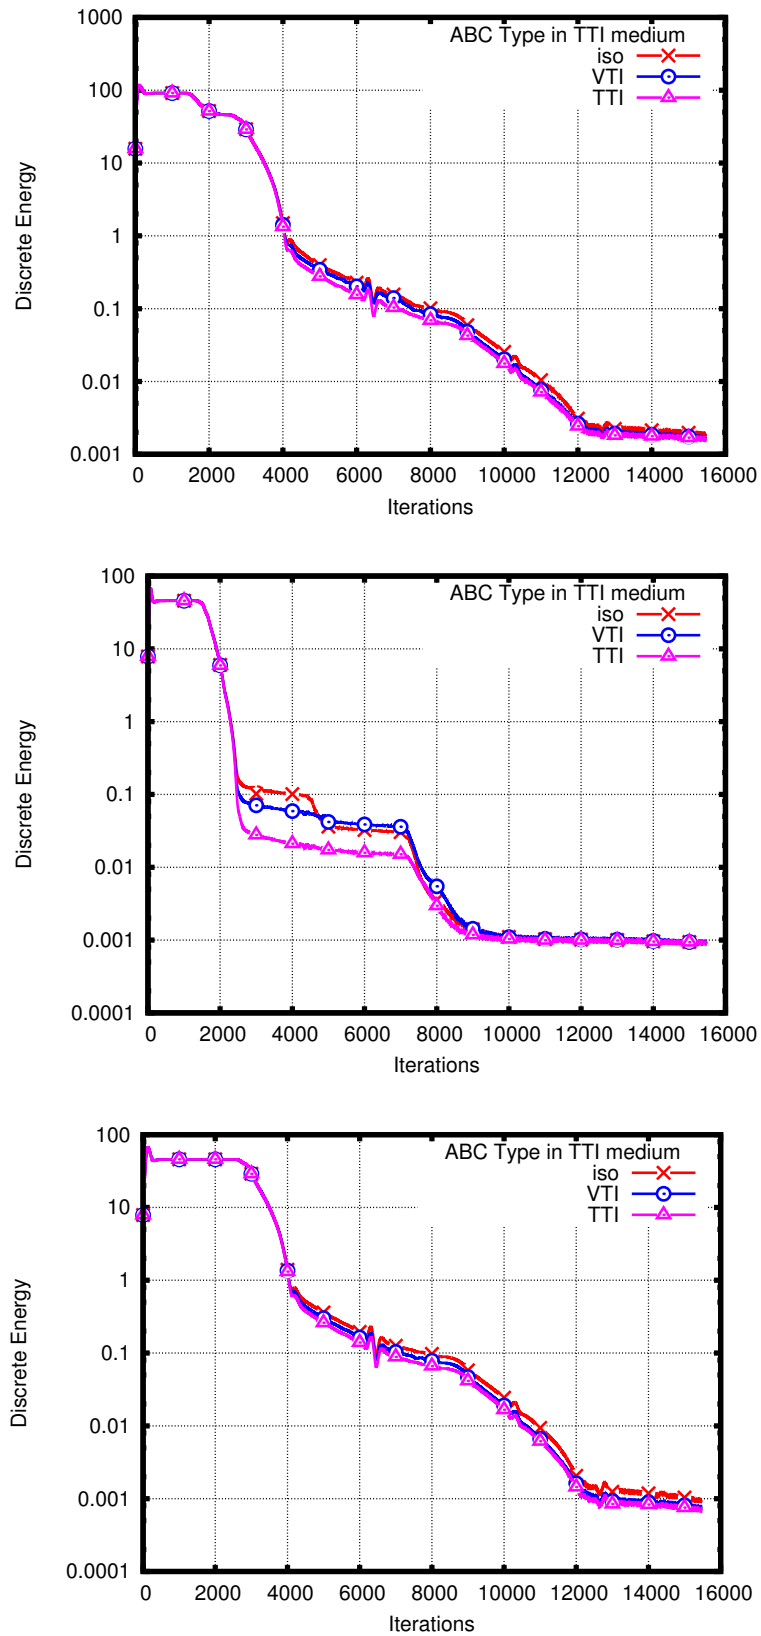 1000
100
10
1
0.1
0.01
0.001
Discrete Energy
ABC Type in TTI medium
iso
VTI
TTI
0 2000 4000 6000 8000 10000 12000 14000 16000
Iterations
100
10
1
0.1
0.01
0.001
0.0001
Discrete Energy
ABC Type in TTI medium
iso
VTI
TTI
0 2000 4000 6000 8000 10000 12000 14000 16000
Iterations
100
10
1
0.1
0.01
0.001
0.0001
Discrete Energy
ABC Type in TTI medium
iso
VTI
TTI
0 2000 4000 6000 8000 10000 12000 14000 16000
Iterations